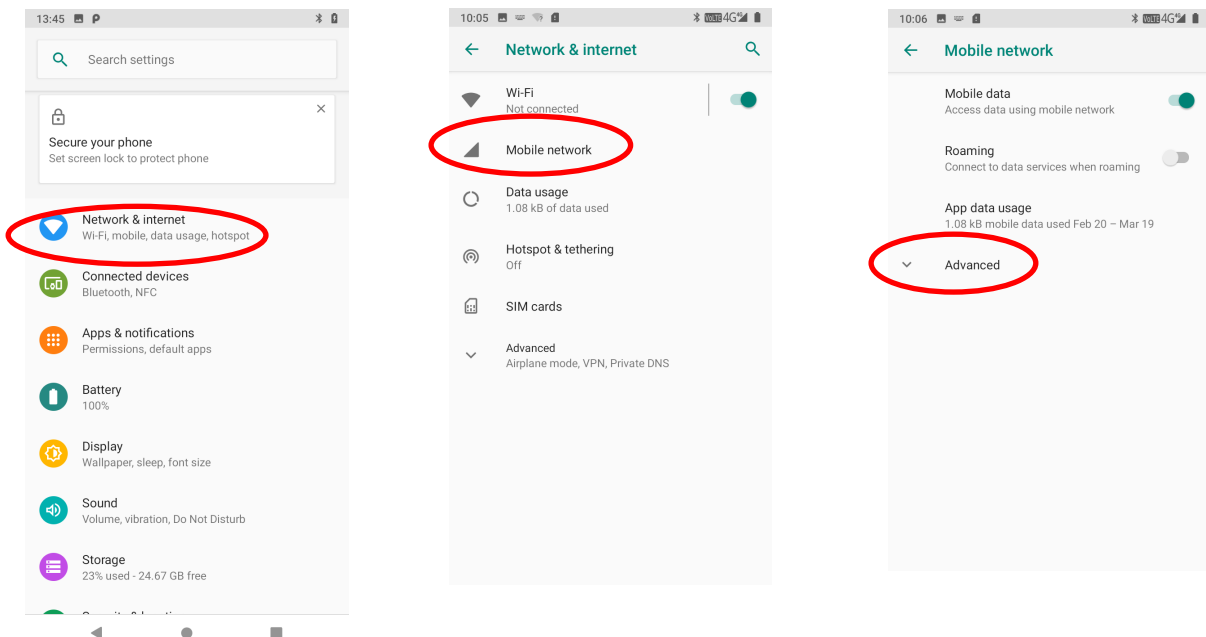 13:45
Search settings
Secure your phone
Set screen lock to protect phone
Network & internet
Wi-Fi, mobile, data usage, hotspot
Connected devices
Bluetooth, NFC
Apps & notifications
Permissions, default apps
Battery
100%
Display
Wallpaper, sleep, font size
Sound
Volume, vibration, Do Not Disturb
Storage
23% used - 24.67 GB free
10:05
VoLTE 4G
Network & internet
Wi-Fi
Not connected
Mobile network
Data usage
1.08 kB of data used
Hotspot & tethering
Off
SIM cards
Advanced
Airplane mode, VPN, Private DNS
10:06
VoLTE 4G
Mobile network
Mobile data
Access data using mobile network
Roaming
Connect to data services when roaming
App data usage
1.08 kB mobile data used Feb 20 – Mar 19
Advanced